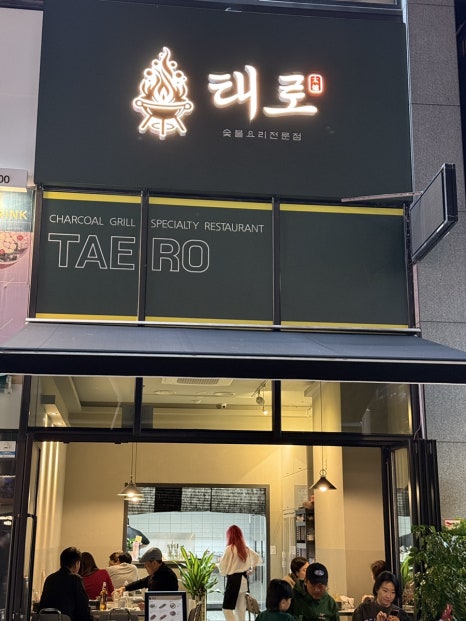 태로
숯불요리전문점
CHARCOAL GRILL SPECIALTY RESTAURANT
TAE RO